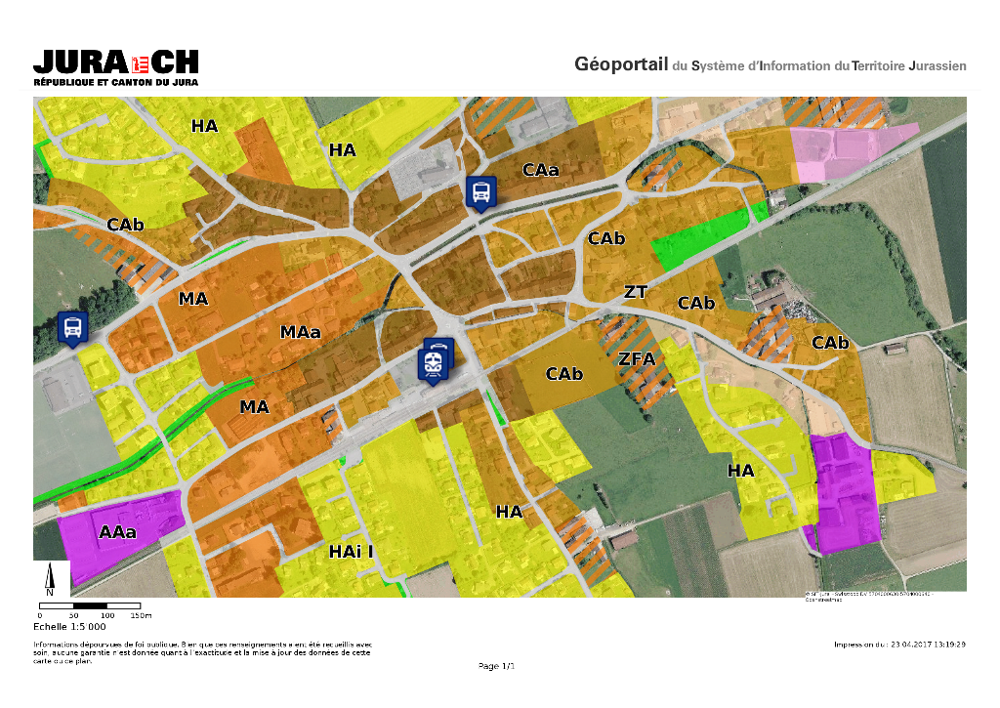 JURA CH
RÉPUBLIQUE ET CANTON DU JURA
Géoportail du Système d'Information du Territoire Jurassien
HA
HA
CAa
CAb
CAb
MA
ZT
CAb
MAa
CAb
ZFA
CAb
MA
HA
HA
AAa
HAi I
N
0 50 100 150m
Echelle 1:5'000
Informations dépourvues de foi publique. Bien que ces renseignements aient été recueillis avec
soin, aucune garantie n'est donnée quant à l'exactitude et la mise à jour des données de cette
carte ou ce plan.
Openstreetmap
Impression du : 23.04.2017 13:19:29
Page 1/1